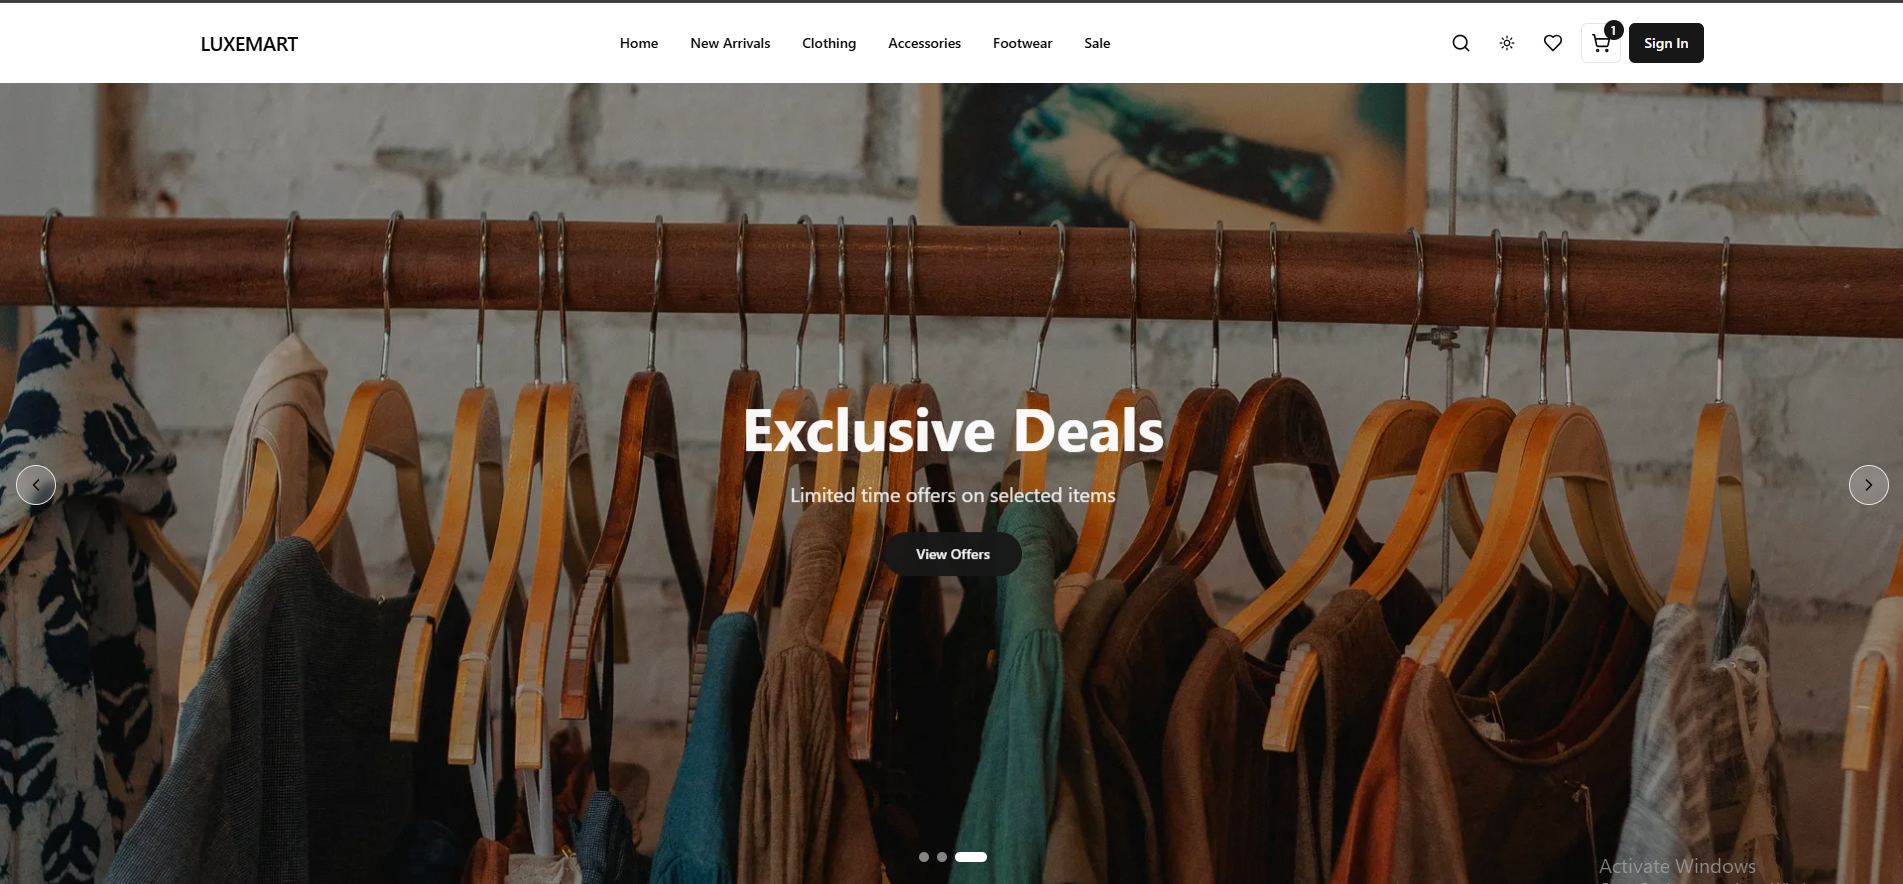 LUXEMART
Home
New Arrivals
Clothing
Accessories
Footwear
Sale
1
Sign In
Exclusive Deals
Limited time offers on selected items
View Offers
Activate Windows